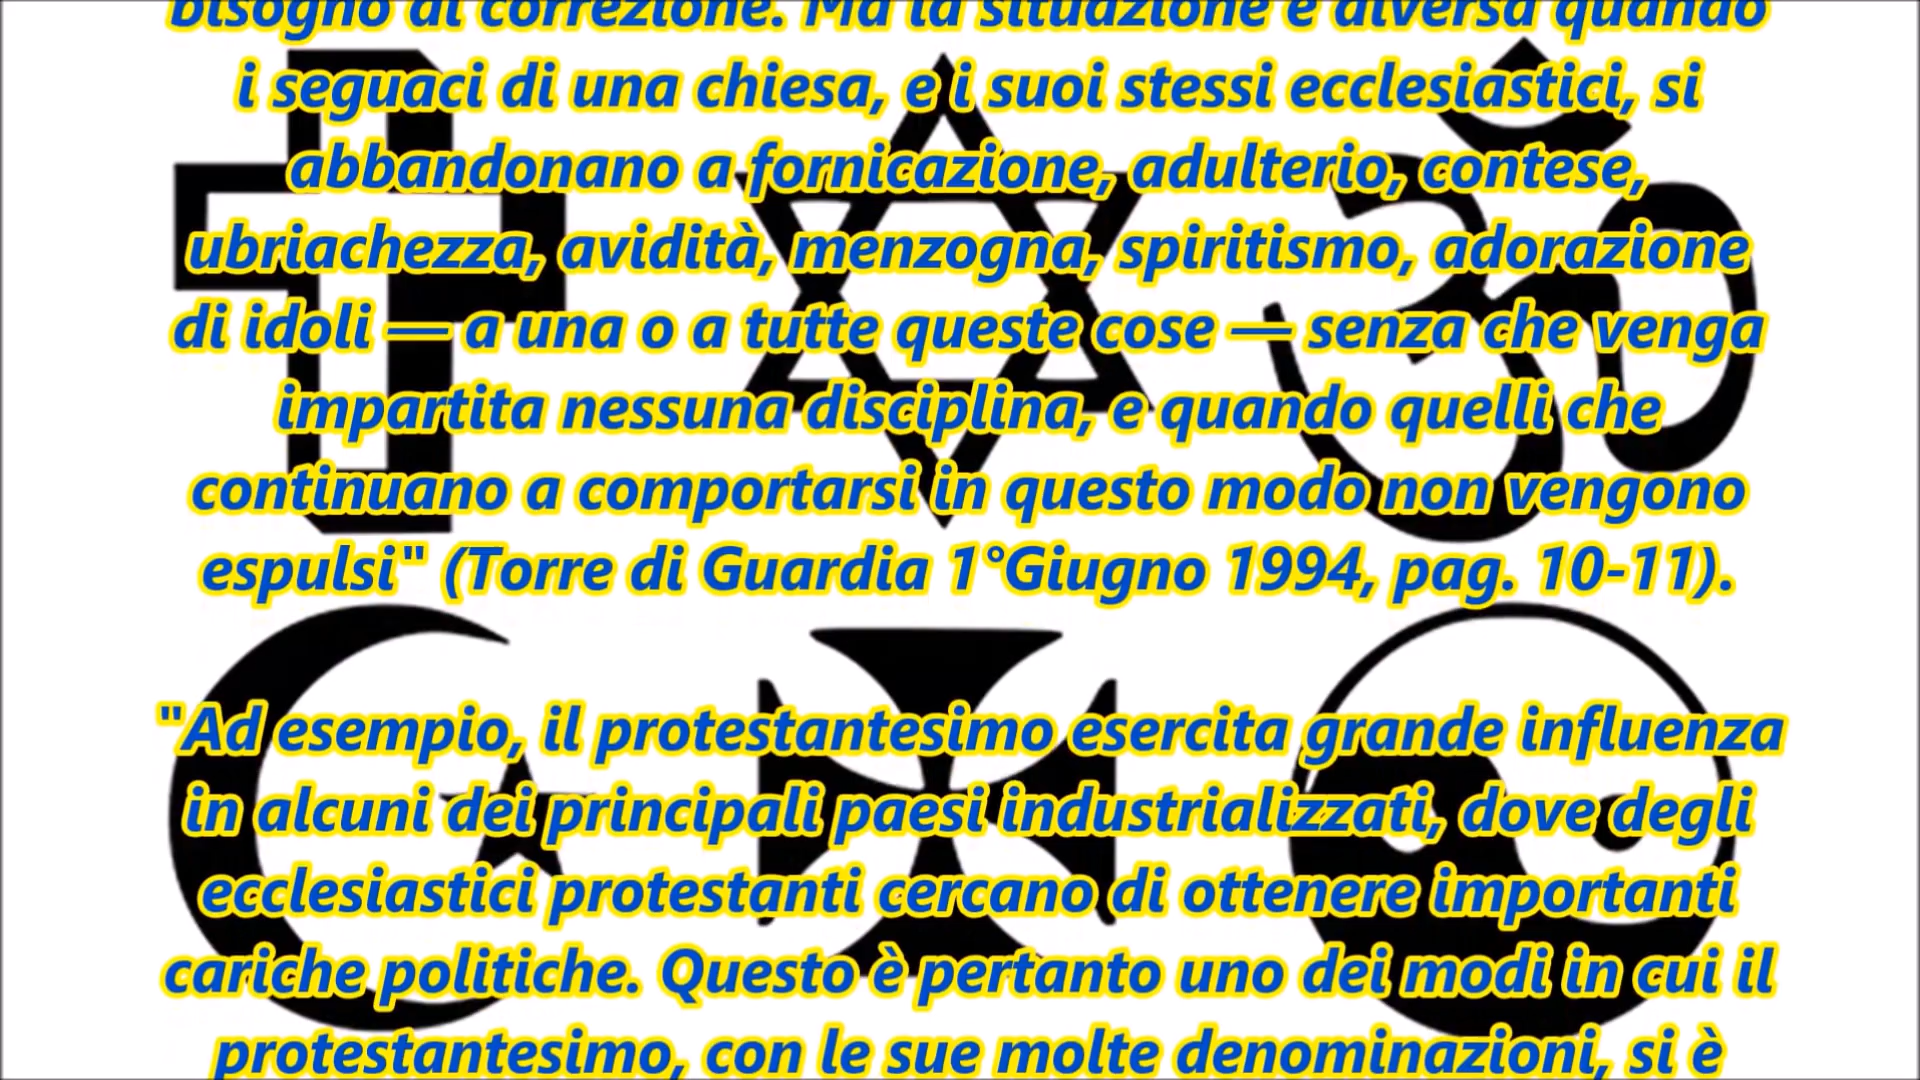 bisogno di correzione. Ma la situazione è diversa quando
i seguaci di una chiesa, e i suoi stessi ecclesiastici, si
abbandonano a fornicazione, adulterio, contese,
ubriachezza, avidità, menzogna, spiritismo, adorazione
di idoli — a una o a tutte queste cose — senza che venga
impartita nessuna disciplina, e quando quelli che
continuano a comportarsi in questo modo non vengono
espulsi" (Torre di Guardia 1°Giugno 1994, pag. 10-11).
"Ad esempio, il protestantesimo esercita grande influenza
in alcuni dei principali paesi industrializzati, dove degli
ecclesiastici protestanti cercano di ottenere importanti
cariche politiche. Questo è pertanto uno dei modi in cui il
protestantesimo, con le sue molte denominazioni, si è